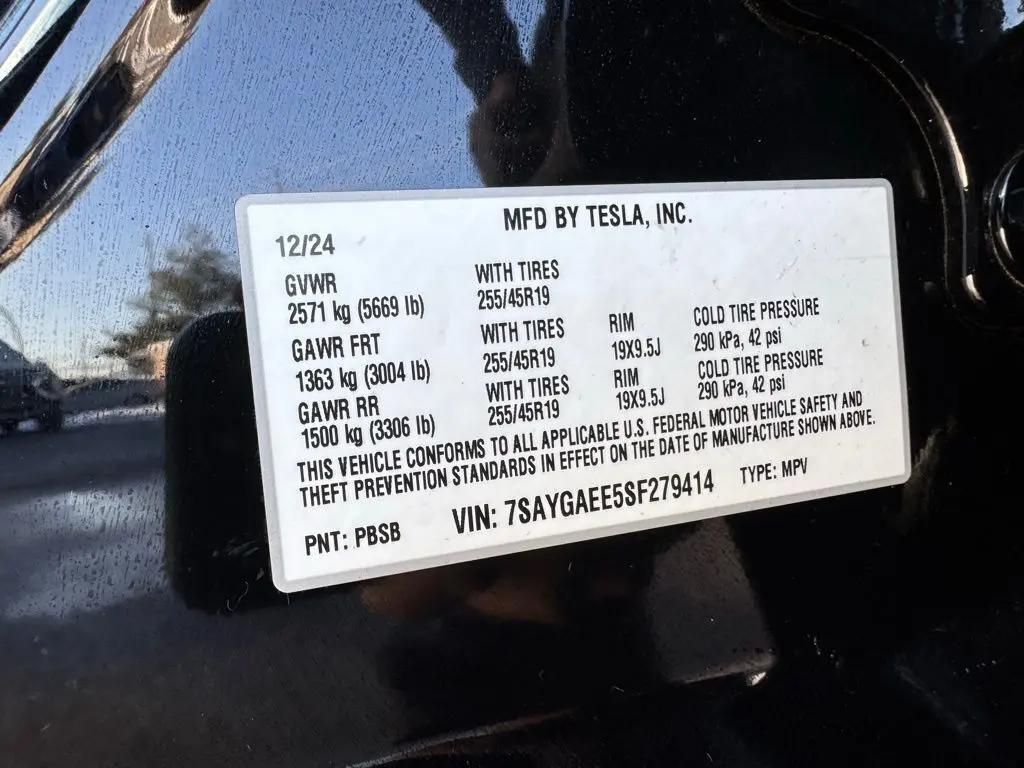 MFD BY TESLA, INC.
12/24
GVWR WITH TIRES
2571 kg (5669 lb) 255/45R19
GAWR FRT WITH TIRES RIM COLD TIRE PRESSURE
1363 kg (3004 lb) 255/45R19 19X9.5J 290 kPa, 42 psi
GAWR RR WITH TIRES RIM COLD TIRE PRESSURE
1500 kg (3306 lb) 255/45R19 19X9.5J 290 kPa, 42 psi
THIS VEHICLE CONFORMS TO ALL APPLICABLE U.S. FEDERAL MOTOR VEHICLE SAFETY AND
THEFT PREVENTION STANDARDS IN EFFECT ON THE DATE OF MANUFACTURE SHOWN ABOVE.
PNT: PBSB VIN: 7SAYGAEE5SF279414 TYPE: MPV